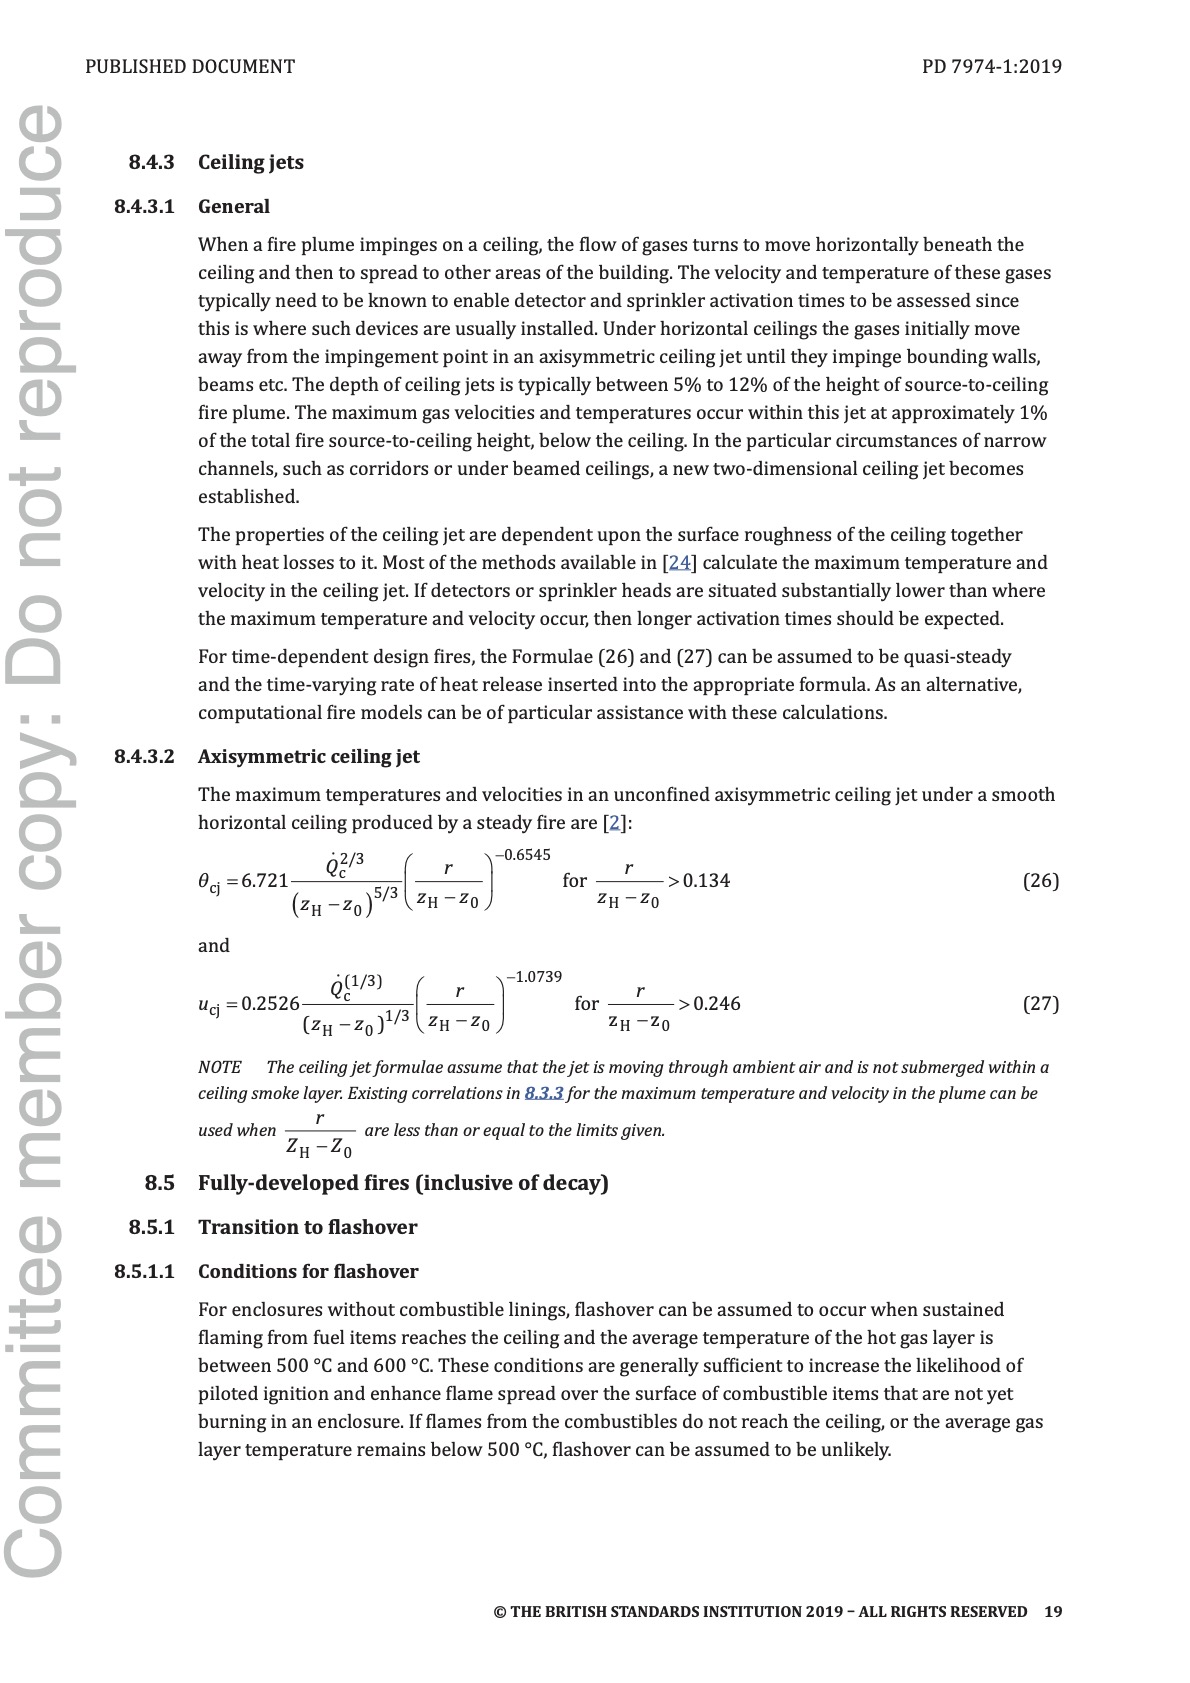 PUBLISHED DOCUMENT PD 7974-1:2019
Committee member copy: Do not reproduce
8.4.3 Ceiling jets
8.4.3.1 General
When a fire plume impinges on a ceiling, the flow of gases turns to move horizontally beneath the
ceiling and then to spread to other areas of the building. The velocity and temperature of these gases
typically need to be known to enable detector and sprinkler activation times to be assessed since
this is where such devices are usually installed. Under horizontal ceilings the gases initially move
away from the impingement point in an axisymmetric ceiling jet until they impinge bounding walls,
beams etc. The depth of ceiling jets is typically between 5% to 12% of the height of source-to-ceiling
fire plume. The maximum gas velocities and temperatures occur within this jet at approximately 1%
of the total fire source-to-ceiling height, below the ceiling. In the particular circumstances of narrow
channels, such as corridors or under beamed ceilings, a new two-dimensional ceiling jet becomes
established.
The properties of the ceiling jet are dependent upon the surface roughness of the ceiling together
with heat losses to it. Most of the methods available in [24] calculate the maximum temperature and
velocity in the ceiling jet. If detectors or sprinkler heads are situated substantially lower than where
the maximum temperature and velocity occur, then longer activation times should be expected.
For time-dependent design fires, the Formulae (26) and (27) can be assumed to be quasi-steady
and the time-varying rate of heat release inserted into the appropriate formula. As an alternative,
computational fire models can be of particular assistance with these calculations.
8.4.3.2 Axisymmetric ceiling jet
The maximum temperatures and velocities in an unconfined axisymmetric ceiling jet under a smooth
horizontal ceiling produced by a steady fire are [2]:
θ_cj = 6.721 Q̇_c^(2/3) / (z_H − z_0)^(5/3) (r / (z_H − z_0))^(−0.6545) for r / (z_H − z_0) > 0.134 (26)
and
u_cj = 0.2526 Q̇_c^((1/3)) / (z_H − z_0)^(1/3) (r / (z_H − z_0))^(−1.0739) for r / (z_H − z_0) > 0.246 (27)
NOTE The ceiling jet formulae assume that the jet is moving through ambient air and is not submerged within a
ceiling smoke layer. Existing correlations in 8.3.3 for the maximum temperature and velocity in the plume can be
used when r / (Z_H − Z_0) are less than or equal to the limits given.
8.5 Fully-developed fires (inclusive of decay)
8.5.1 Transition to flashover
8.5.1.1 Conditions for flashover
For enclosures without combustible linings, flashover can be assumed to occur when sustained
flaming from fuel items reaches the ceiling and the average temperature of the hot gas layer is
between 500 °C and 600 °C. These conditions are generally sufficient to increase the likelihood of
piloted ignition and enhance flame spread over the surface of combustible items that are not yet
burning in an enclosure. If flames from the combustibles do not reach the ceiling, or the average gas
layer temperature remains below 500 °C, flashover can be assumed to be unlikely.
© THE BRITISH STANDARDS INSTITUTION 2019 – ALL RIGHTS RESERVED 19